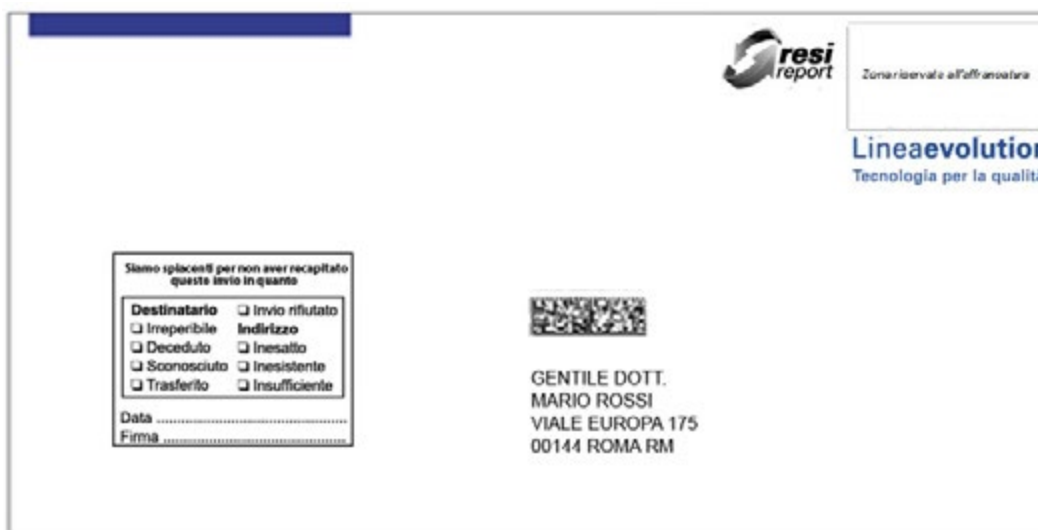 resi
report
Zona riservata all'affrancatura
Lineaevolution
Tecnologia per la qualità
Siamo spiacenti per non aver recapitato
questo invio in quanto
Destinatario ❏ Invio rifiutato
❏ Irreperibile Indirizzo
❏ Deceduto ❏ Inesatto
❏ Sconosciuto ❏ Inesistente
❏ Trasferito ❏ Insufficiente
Data ......................................................
Firma ......................................................
GENTILE DOTT.
MARIO ROSSI
VIALE EUROPA 175
00144 ROMA RM